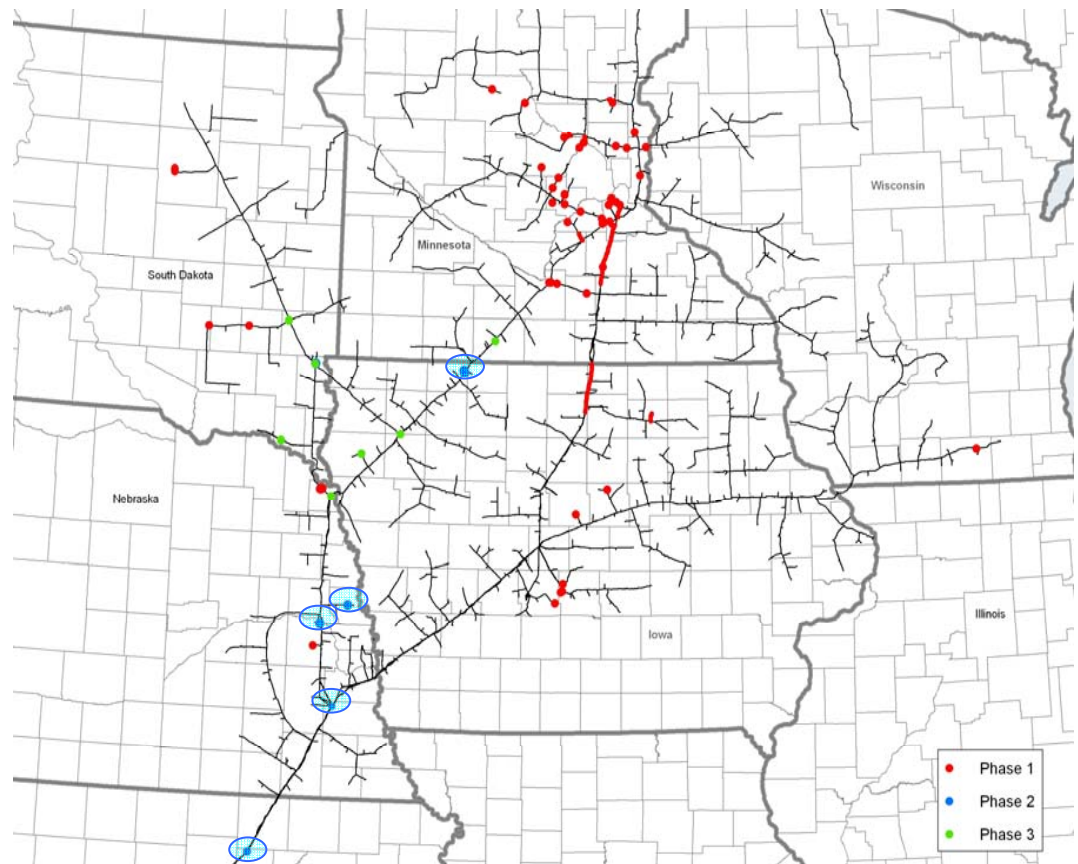 Wisconsin
Minnesota
South Dakota
Nebraska
Iowa
Illinois
Phase 1
Phase 2
Phase 3